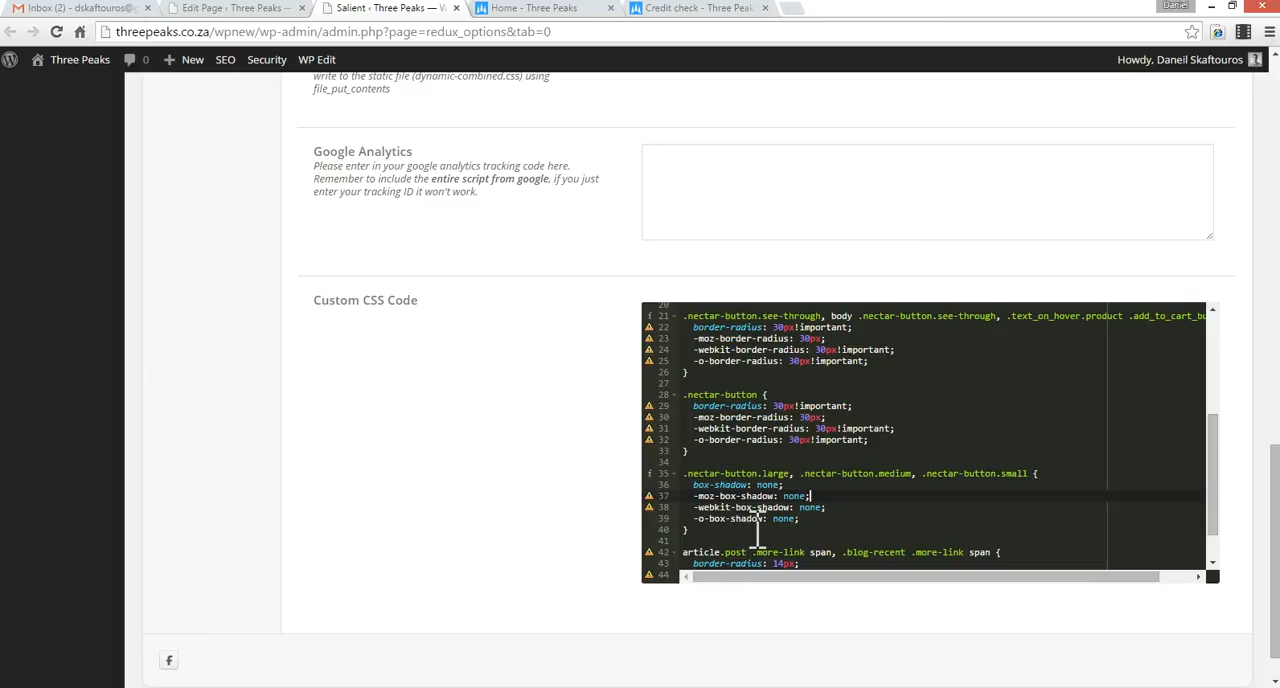 Inbox (2) - dskaftouros@g
Edit Page ‹ Three Peaks —
Salient ‹ Three Peaks — W
Home - Three Peaks
Credit check - Three Peak
Daniel
threepeaks.co.za/wpnew/wp-admin/admin.php?page=redux_options&tab=0
Three Peaks
0
New
SEO
Security
WP Edit
Howdy, Daneil Skaftouros
write to the static file (dynamic-combined.css) using
file_put_contents
Google Analytics
Please enter in your google analytics tracking code here.
Remember to include the entire script from google, if you just
enter your tracking ID it won't work.
Custom CSS Code
20
21 .nectar-button.see-through, body .nectar-button.see-through, .text_on_hover.product .add_to_cart_bu
22 border-radius: 30px!important;
23 -moz-border-radius: 30px;
24 -webkit-border-radius: 30px!important;
25 -o-border-radius: 30px!important;
26 }
27
28 .nectar-button {
29 border-radius: 30px!important;
30 -moz-border-radius: 30px;
31 -webkit-border-radius: 30px!important;
32 -o-border-radius: 30px!important;
33 }
34
35 .nectar-button.large, .nectar-button.medium, .nectar-button.small {
36 box-shadow: none;
37 -moz-box-shadow: none;
38 -webkit-box-shadow: none;
39 -o-box-shadow: none;
40 }
41
42 article.post .more-link span, .blog-recent .more-link span {
43 border-radius: 14px;
44